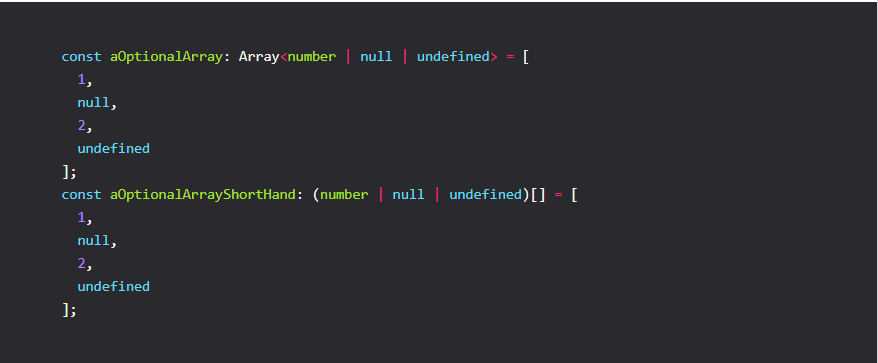 const aOptionalArray: Array<number | null | undefined> = [
  1,
  null,
  2,
  undefined
];
const aOptionalArrayShortHand: (number | null | undefined)[] = [
  1,
  null,
  2,
  undefined
];